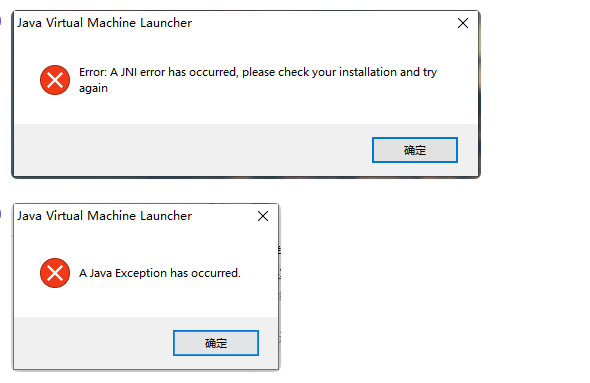 Java Virtual Machine Launcher
Error: A JNI error has occurred, please check your installation and try
again
确定
Java Virtual Machine Launcher
A Java Exception has occurred.
确定